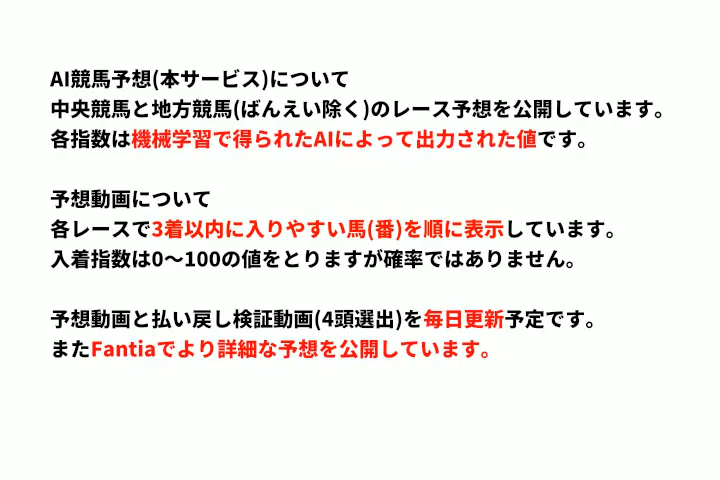 AI競馬予想(本サービス)について
中央競馬と地方競馬(ばんえい除く)のレース予想を公開しています。
各指数は機械学習で得られたAIによって出力された値です。
予想動画について
各レースで3着以内に入りやすい馬(番)を順に表示しています。
入着指数は0～100の値をとりますが確率ではありません。
予想動画と払い戻し検証動画(4頭選出)を毎日更新予定です。
またFantiaでより詳細な予想を公開しています。